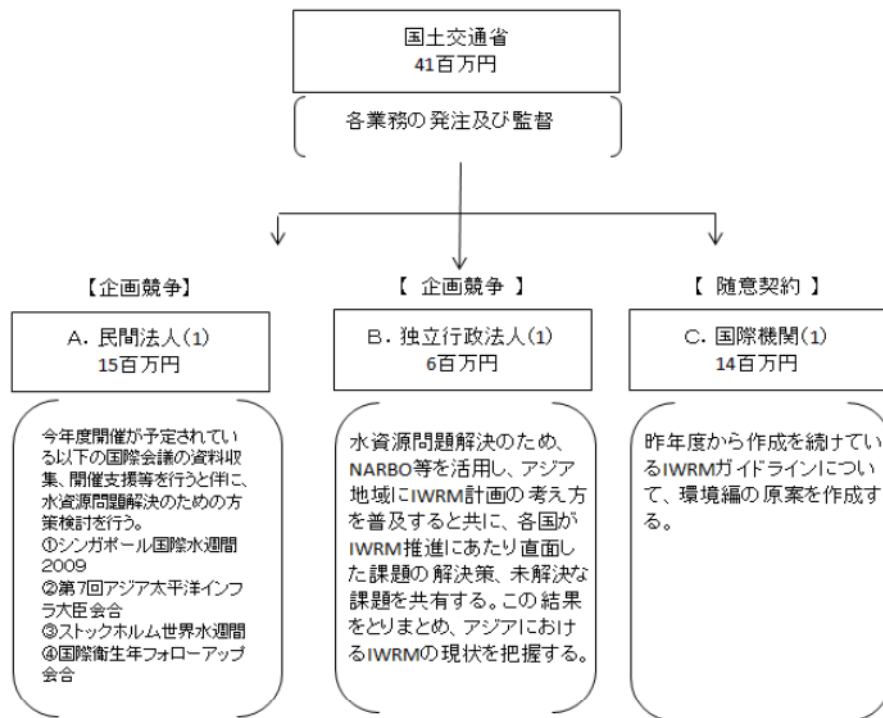 国土交通省
41百万円
各業務の発注及び監督
【企画競争】
A. 民間法人(1)
15百万円
今年度開催が予定されてい
る以下の国際会議の資料収
集、開催支援等を行うと伴に、
水資源問題解決のための方
策検討を行う。
①シンガポール国際水週間
2009
②第7回アジア太平洋インフ
ラ大臣会合
③ストックホルム世界水週間
④国際衛生年フォローアップ
会合
【 企画競争 】
B. 独立行政法人(1)
6百万円
水資源問題解決のため、
NARBO等を活用し、アジア
地域にIWRM計画の考え方
を普及すると共に、各国が
IWRM推進にあたり直面し
た課題の解決策、未解決な
課題を共有する。この結果
をとりまとめ、アジアにおけ
るIWRMの現状を把握する。
【 随意契約 】
C. 国際機関(1)
14百万円
昨年度から作成を続けてい
るIWRMガイドラインについ
て、環境編の原案を作成す
る。